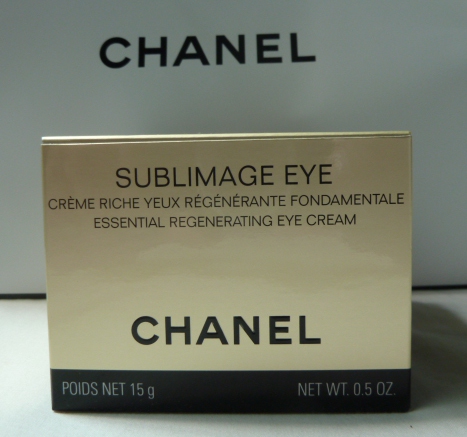 CHANEL
SUBLIMAGE EYE
CRÈME RICHE YEUX RÉGÉNÉRANTE FONDAMENTALE
ESSENTIAL REGENERATING EYE CREAM
CHANEL
POIDS NET 15 g NET WT. 0.5 OZ.